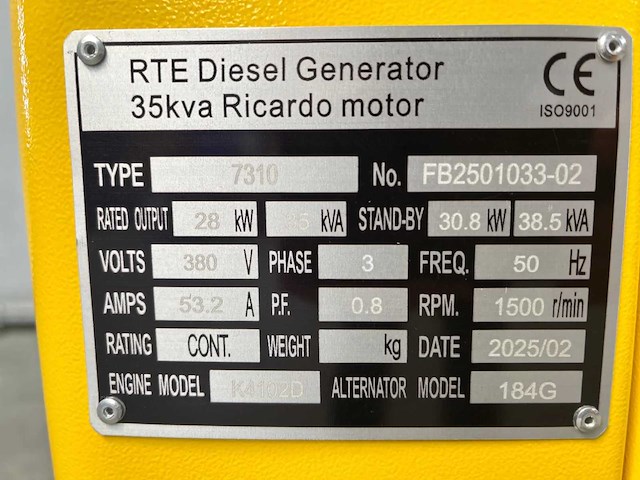 RTE Diesel Generator CE
35kva Ricardo motor ISO9001
TYPE 7310 No. FB2501033-02
RATED OUTPUT 28 kW kVA STAND-BY 30.8 kW 38.5 kVA
VOLTS 380 V PHASE 3 FREQ. 50 Hz
AMPS 53.2 A P.F. 0.8 RPM. 1500 r/min
RATING CONT. WEIGHT kg DATE 2025/02
ENGINE MODEL ALTERNATOR MODEL 184G